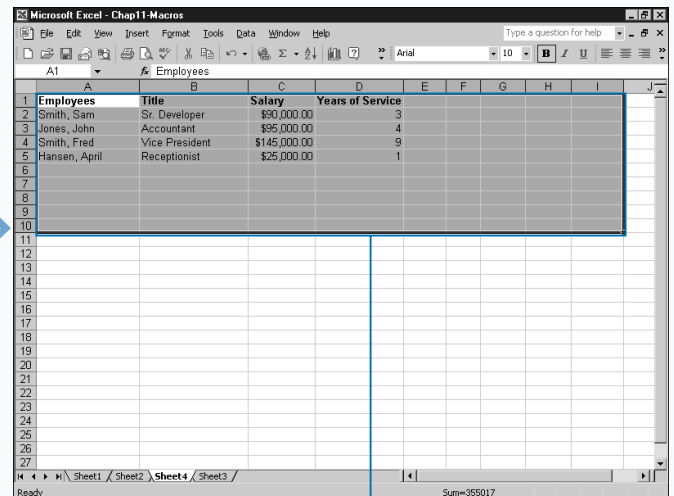 Microsoft Excel - Chap11-Macros
File Edit View Insert Format Tools Data Window Help Type a question for help
Arial 10 B I U
A1 fx Employees
A B C D E F G H I J
1 Employees Title Salary Years of Service
2 Smith, Sam Sr. Developer $90,000.00 3
3 Jones, John Accountant $95,000.00 4
4 Smith, Fred Vice President $145,000.00 9
5 Hansen, April Receptionist $25,000.00 1
6
7
8
9
10
11
12
13
14
15
16
17
18
19
20
21
22
23
24
25
26
27
Sheet1 Sheet2 Sheet4 Sheet3
Ready Sum=355017